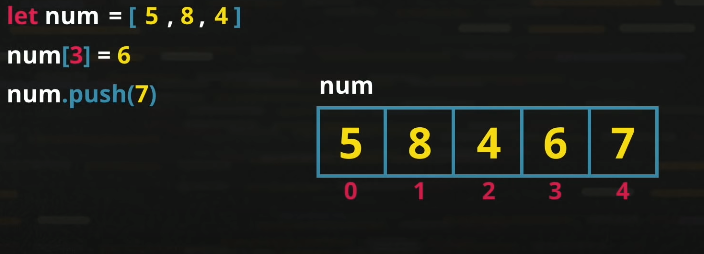 let num = [ 5 , 8 , 4 ]
num[3] = 6
num.push(7)
num
5 8 4 6 7
0 1 2 3 4